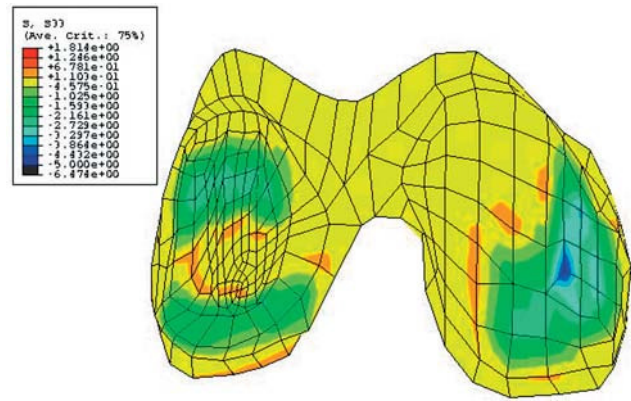 S, S33
(Ave. Crit.: 75%)
+1.814e+00
+1.246e+00
+6.781e-01
+1.103e-01
-4.575e-01
-1.025e+00
-1.593e+00
-2.161e+00
-2.729e+00
-3.297e+00
-3.864e+00
-4.432e+00
-5.000e+00
-6.474e+00